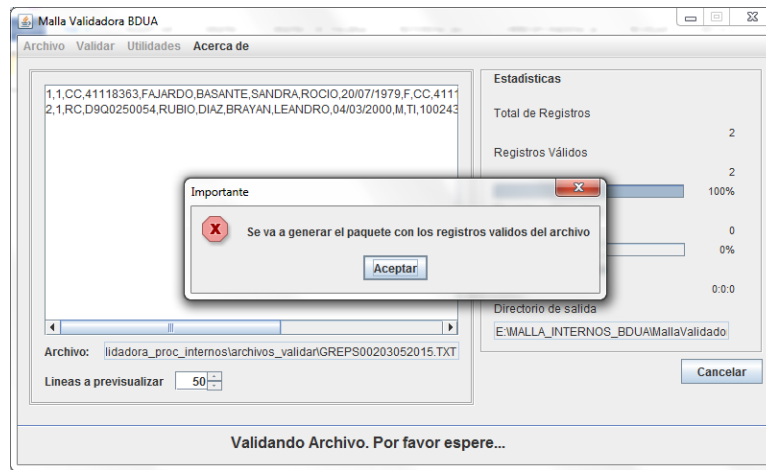 Malla Validadora BDUA
Archivo Validar Utilidades Acerca de
1,1,CC,41118363,FAJARDO,BASANTE,SANDRA,ROCIO,20/07/1979,F,CC,4111
2,1,RC,D9Q0250054,RUBIO,DIAZ,BRAYAN,LEANDRO,04/03/2000,M,TI,100243
Estadísticas
Total de Registros
2
Registros Válidos
2
100%
0
0%
0:0:0
Directorio de salida
E:\MALLA_INTERNOS_BDUA\MallaValidado
Importante
Se va a generar el paquete con los registros validos del archivo
Aceptar
Archivo: lidadora_proc_internos\archivos_validar\GREPS00203052015.TXT
Lineas a previsualizar 50
Cancelar
Validando Archivo. Por favor espere...